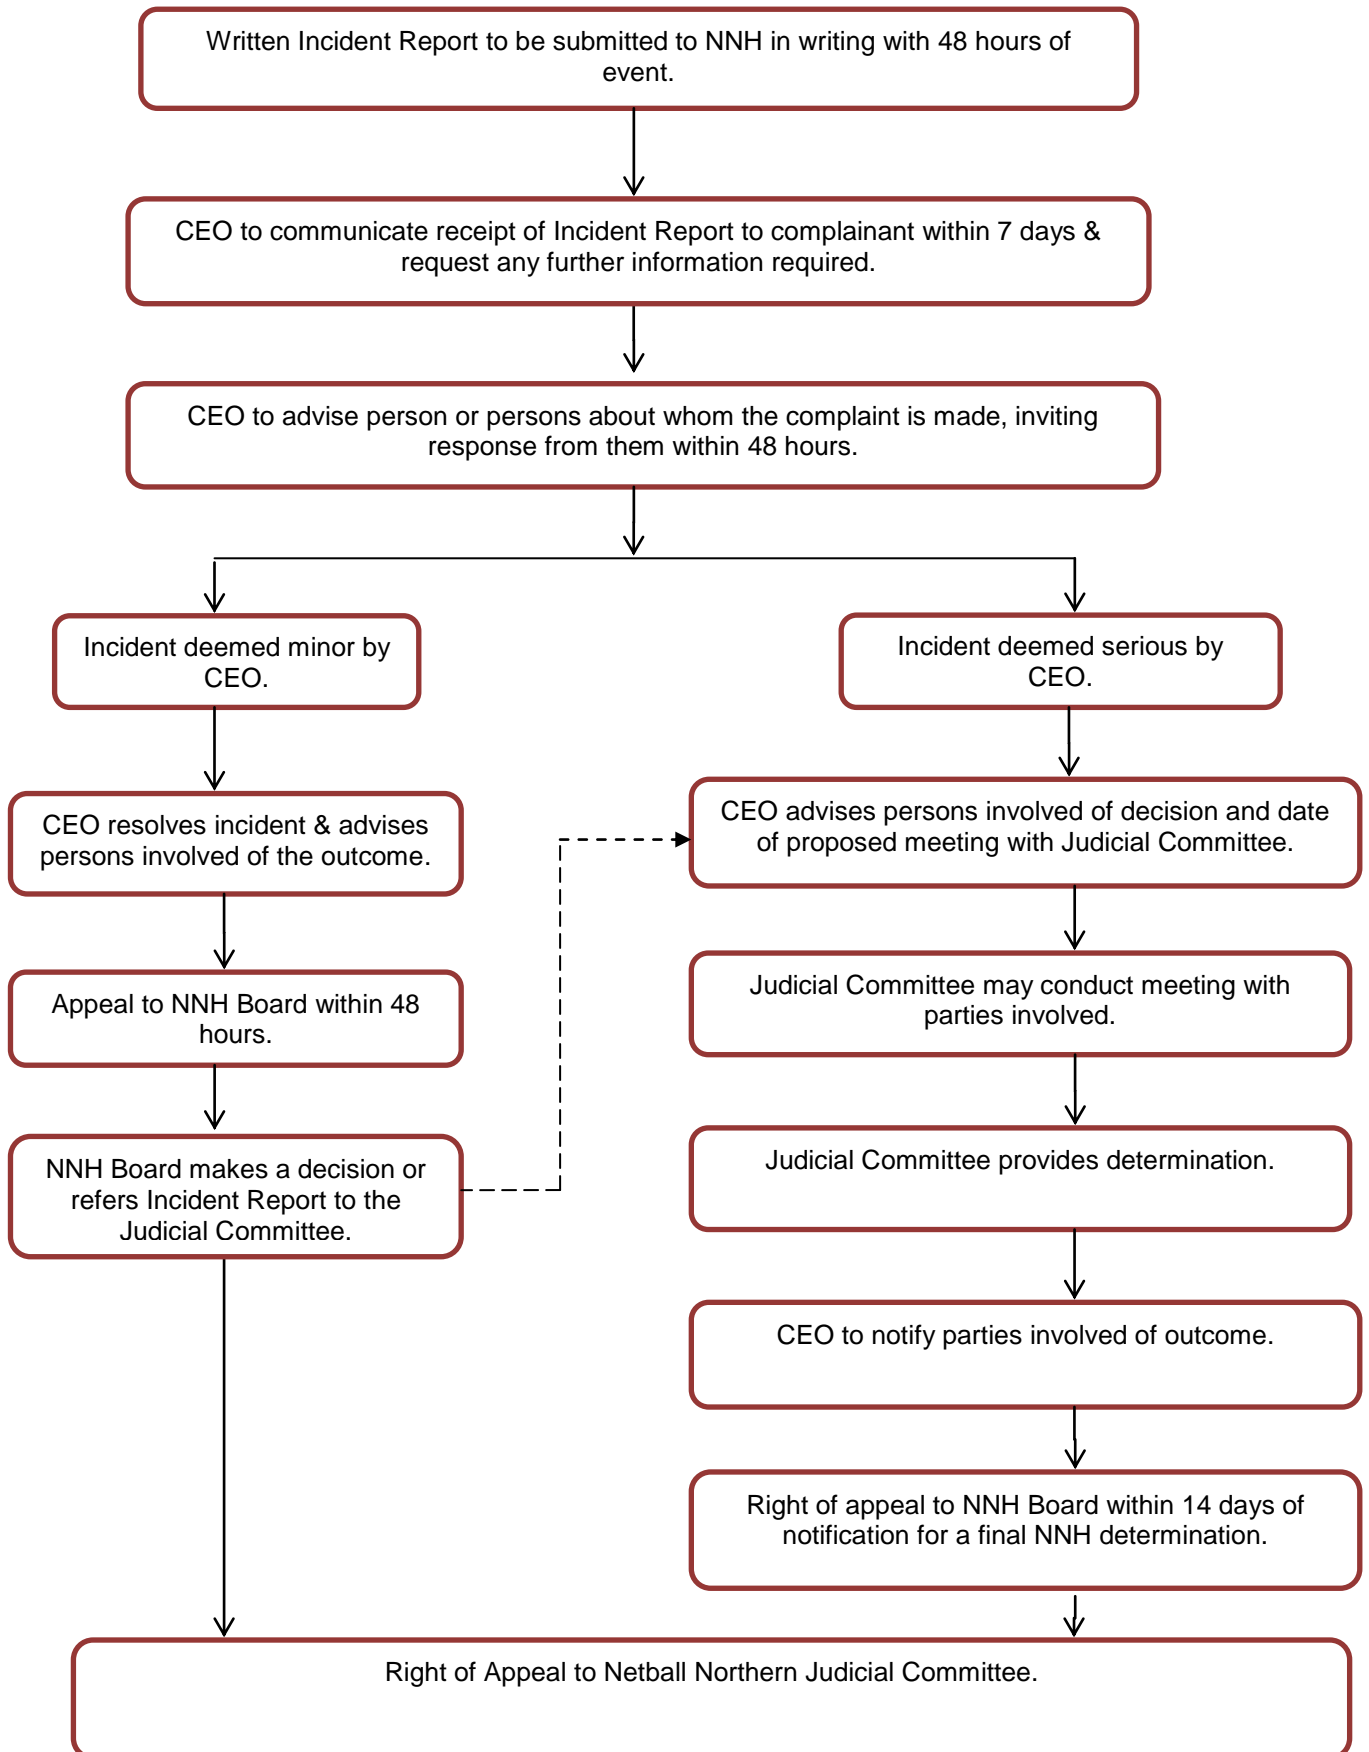 Written Incident Report to be submitted to NNH in writing with 48 hours of
event.
CEO to communicate receipt of Incident Report to complainant within 7 days &
request any further information required.
CEO to advise person or persons about whom the complaint is made, inviting
response from them within 48 hours.
Incident deemed minor by
CEO.
CEO resolves incident & advises
persons involved of the outcome.
Appeal to NNH Board within 48
hours.
NNH Board makes a decision or
refers Incident Report to the
Judicial Committee.
Incident deemed serious by
CEO.
CEO advises persons involved of decision and date
of proposed meeting with Judicial Committee.
Judicial Committee may conduct meeting with
parties involved.
Judicial Committee provides determination.
CEO to notify parties involved of outcome.
Right of appeal to NNH Board within 14 days of
notification for a final NNH determination.
Right of Appeal to Netball Northern Judicial Committee.